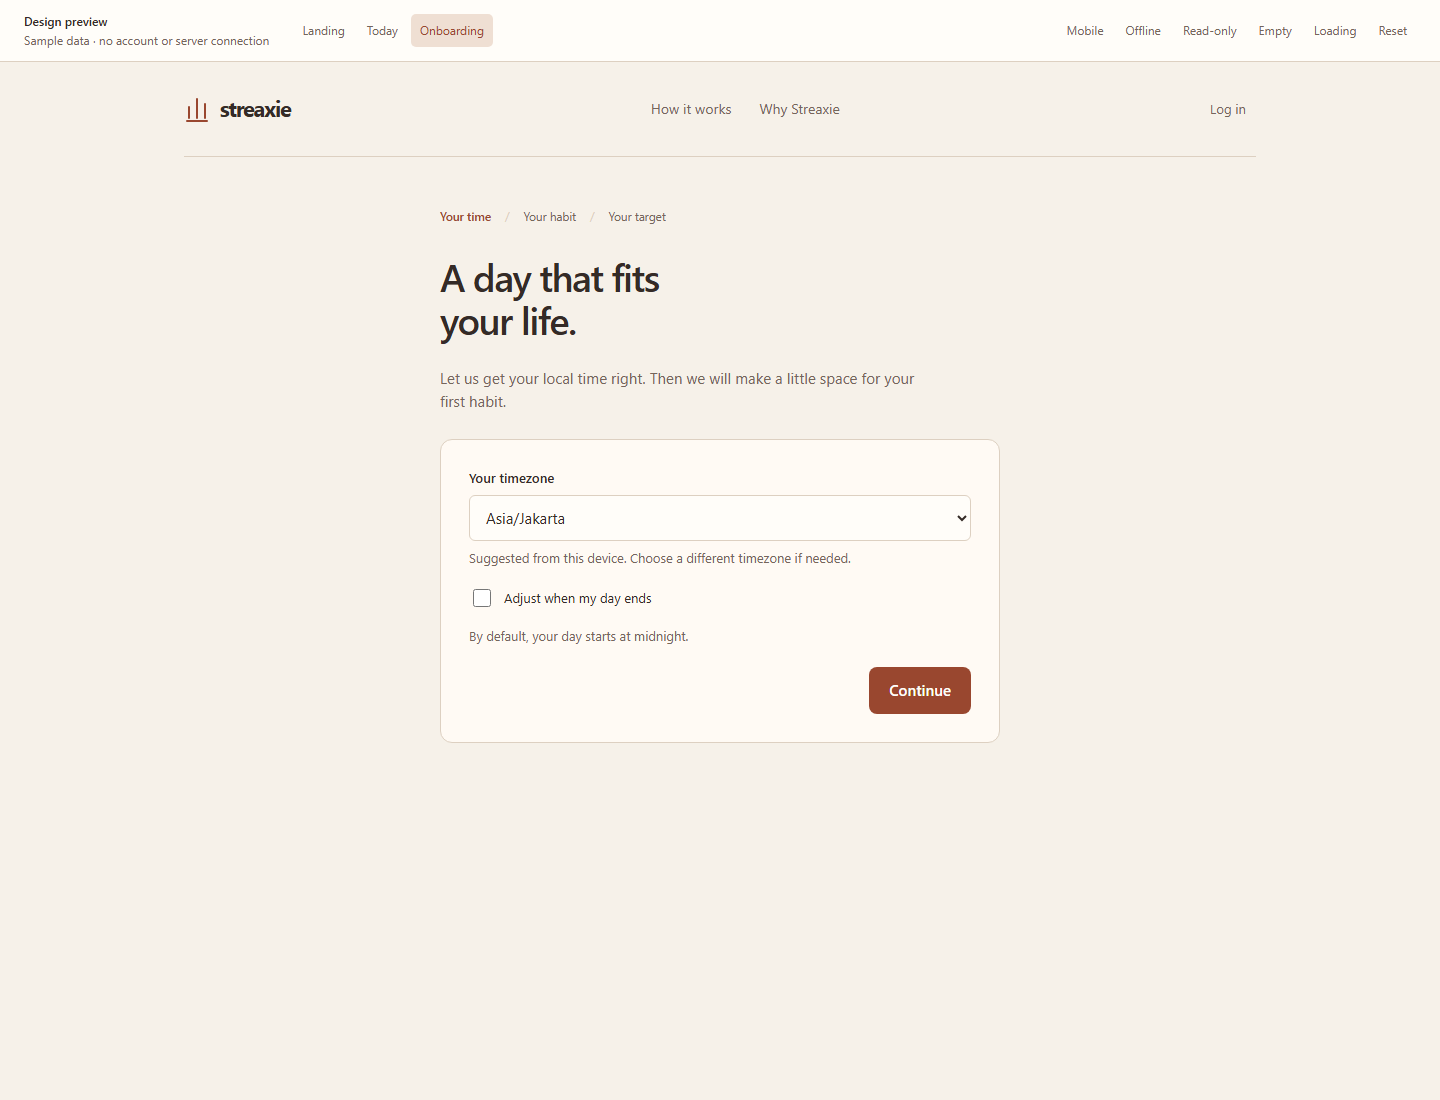 Design preview
Sample data · no account or server connection
Landing
Today
Onboarding
Mobile
Offline
Read-only
Empty
Loading
Reset
streaxie
How it works
Why Streaxie
Log in
Your time / Your habit / Your target
A day that fits
your life.
Let us get your local time right. Then we will make a little space for your
first habit.
Your timezone
Asia/Jakarta
Suggested from this device. Choose a different timezone if needed.
Adjust when my day ends
By default, your day starts at midnight.
Continue